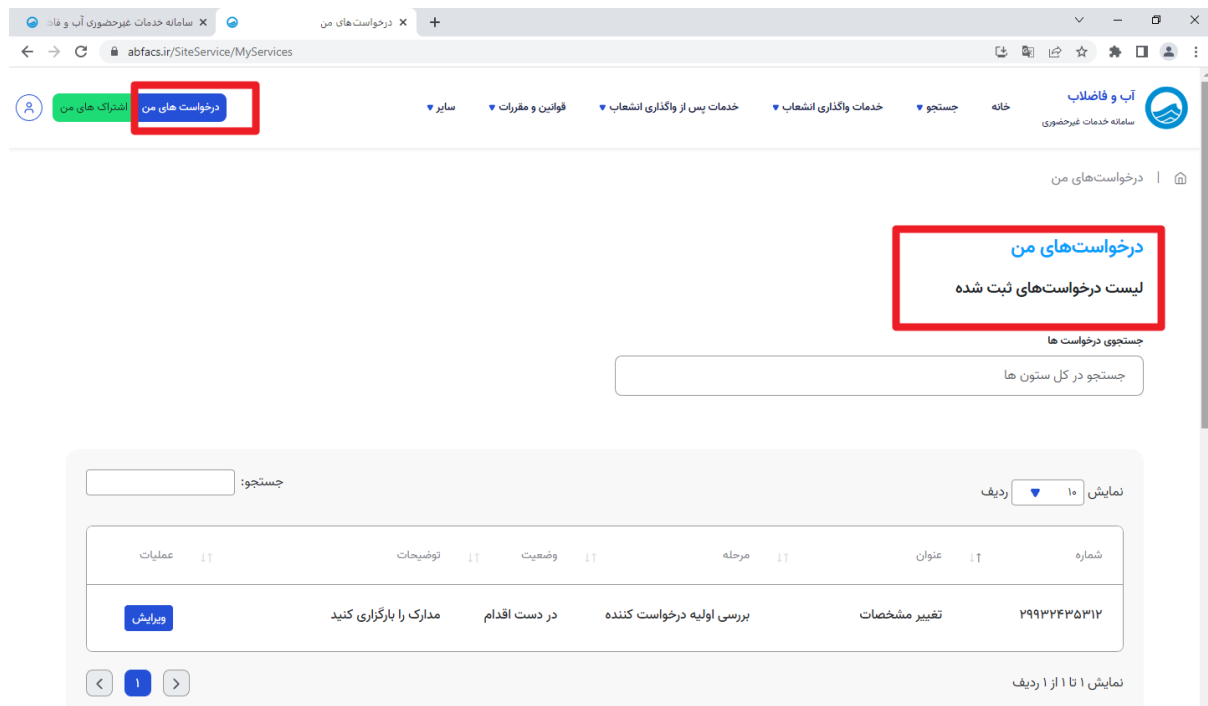 درخواست‌های من
سامانه خدمات غیرحضوری آب و
abfacs.ir/SiteService/MyServices
آب و فاضلاب
سامانه خدمات غیرحضوری
خانه
جستجو
خدمات واگذاری انشعاب
خدمات پس از واگذاری انشعاب
قوانین و مقررات
سایر
درخواست های من
اشتراک های من
درخواست‌های من
درخواست‌های من
لیست درخواست‌های ثبت شده
جستجوی درخواست ها
جستجو در کل ستون ها
نمایش ۱۰ ردیف
جستجو:
شماره عنوان مرحله وضعیت توضیحات عملیات
۲۹۹۳۲۴۳۵۳۱۲ تغییر مشخصات بررسی اولیه درخواست کننده در دست اقدام مدارک را بارگزاری کنید ویرایش
نمایش ۱ تا ۱ از ۱ ردیف
۱